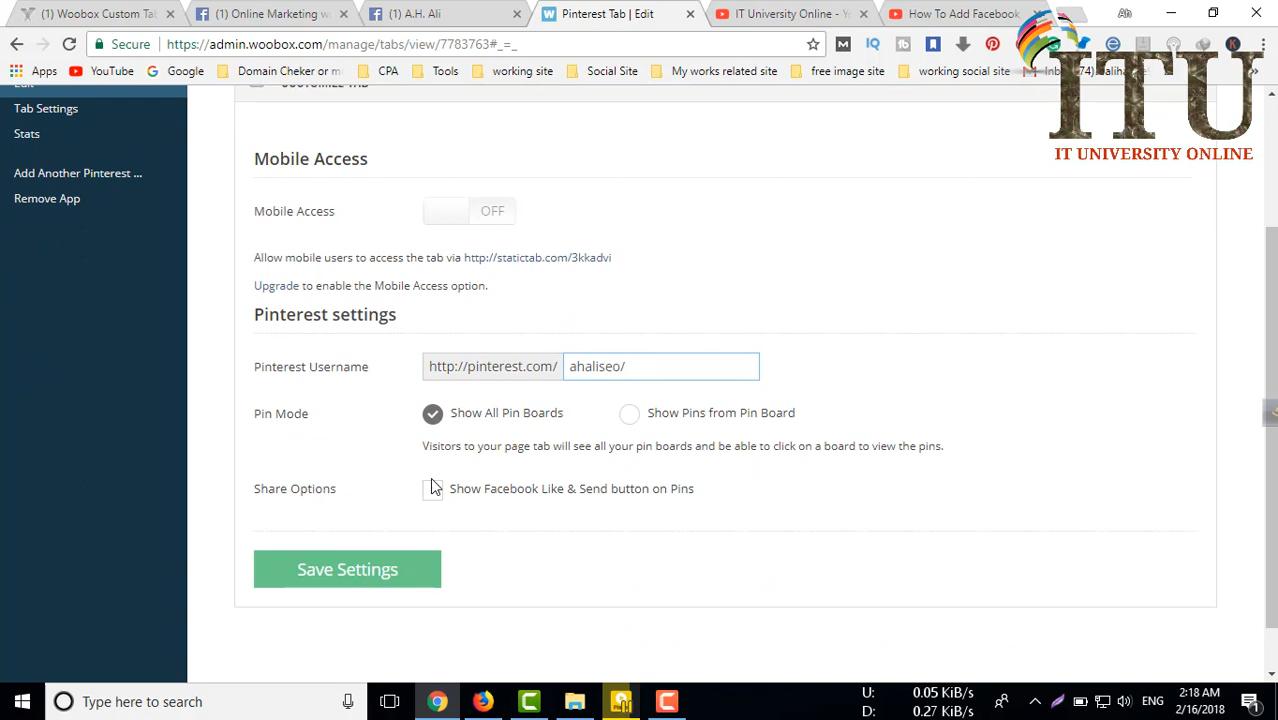 (1) Woobox Custom Tab
(1) Online Marketing w
(1) A.H. Ali
Pinterest Tab | Edit
IT University Online - Y
How To Add Facebook
Ah
Secure https://admin.woobox.com/manage/tabs/view/7783763#_=_
Apps YouTube Google Domain Cheker or m CPA Tools working site Social Site My works related site free image site working social site
ITU
IT UNIVERSITY ONLINE
Edit
Tab Settings
Stats
Add Another Pinterest ...
Remove App
CUSTOMIZE TAB
Mobile Access
Mobile Access OFF
Allow mobile users to access the tab via http://statictab.com/3kkadvi
Upgrade to enable the Mobile Access option.
Pinterest settings
Pinterest Username http://pinterest.com/ ahaliseo/
Pin Mode Show All Pin Boards Show Pins from Pin Board
Visitors to your page tab will see all your pin boards and be able to click on a board to view the pins.
Share Options Show Facebook Like & Send button on Pins
Save Settings
Type here to search
U: 0.05 KiB/s
D: 0.27 KiB/s
ENG
2:18 AM
2/16/2018